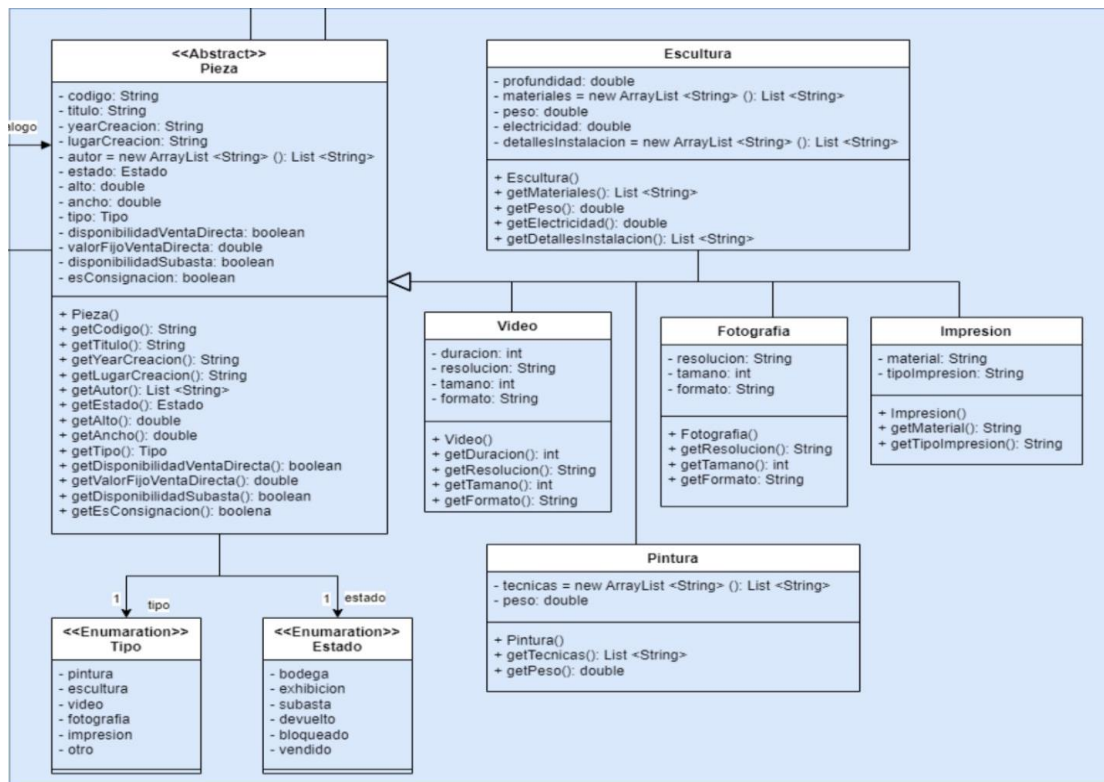 alogo
<<Abstract>>
Pieza
- codigo: String
- titulo: String
- yearCreacion: String
- lugarCreacion: String
- autor = new ArrayList <String> (): List <String>
- estado: Estado
- alto: double
- ancho: double
- tipo: Tipo
- disponibilidadVentaDirecta: boolean
- valorFijoVentaDirecta: double
- disponibilidadSubasta: boolean
- esConsignacion: boolean
+ Pieza()
+ getCodigo(): String
+ getTitulo(): String
+ getYearCreacion(): String
+ getLugarCreacion(): String
+ getAutor(): List <String>
+ getEstado(): Estado
+ getAlto(): double
+ getAncho(): double
+ getTipo(): Tipo
+ getDisponibilidadVentaDirecta(): boolean
+ getValorFijoVentaDirecta(): double
+ getDisponibilidadSubasta(): boolean
+ getEsConsignacion(): boolena
Escultura
- profundidad: double
- materiales = new ArrayList <String> (): List <String>
- peso: double
- electricidad: double
- detallesInstalacion = new ArrayList <String> (): List <String>
+ Escultura()
+ getMateriales(): List <String>
+ getPeso(): double
+ getElectricidad(): double
+ getDetallesInstalacion(): List <String>
Video
- duracion: int
- resolucion: String
- tamano: int
- formato: String
+ Video()
+ getDuracion(): int
+ getResolucion(): String
+ getTamano(): int
+ getFormato(): String
Fotografia
- resolucion: String
- tamano: int
- formato: String
+ Fotografia()
+ getResolucion(): String
+ getTamano(): int
+ getFormato: String
Impresion
- material: String
- tipoImpresion: String
+ Impresion()
+ getMaterial(): String
+ getTipoImpresion(): String
Pintura
- tecnicas = new ArrayList <String> (): List <String>
- peso: double
+ Pintura()
+ getTecnicas(): List <String>
+ getPeso(): double
1 tipo
1 estado
<<Enumaration>>
Tipo
- pintura
- escultura
- video
- fotografia
- impresion
- otro
<<Enumaration>>
Estado
- bodega
- exhibicion
- subasta
- devuelto
- bloqueado
- vendido